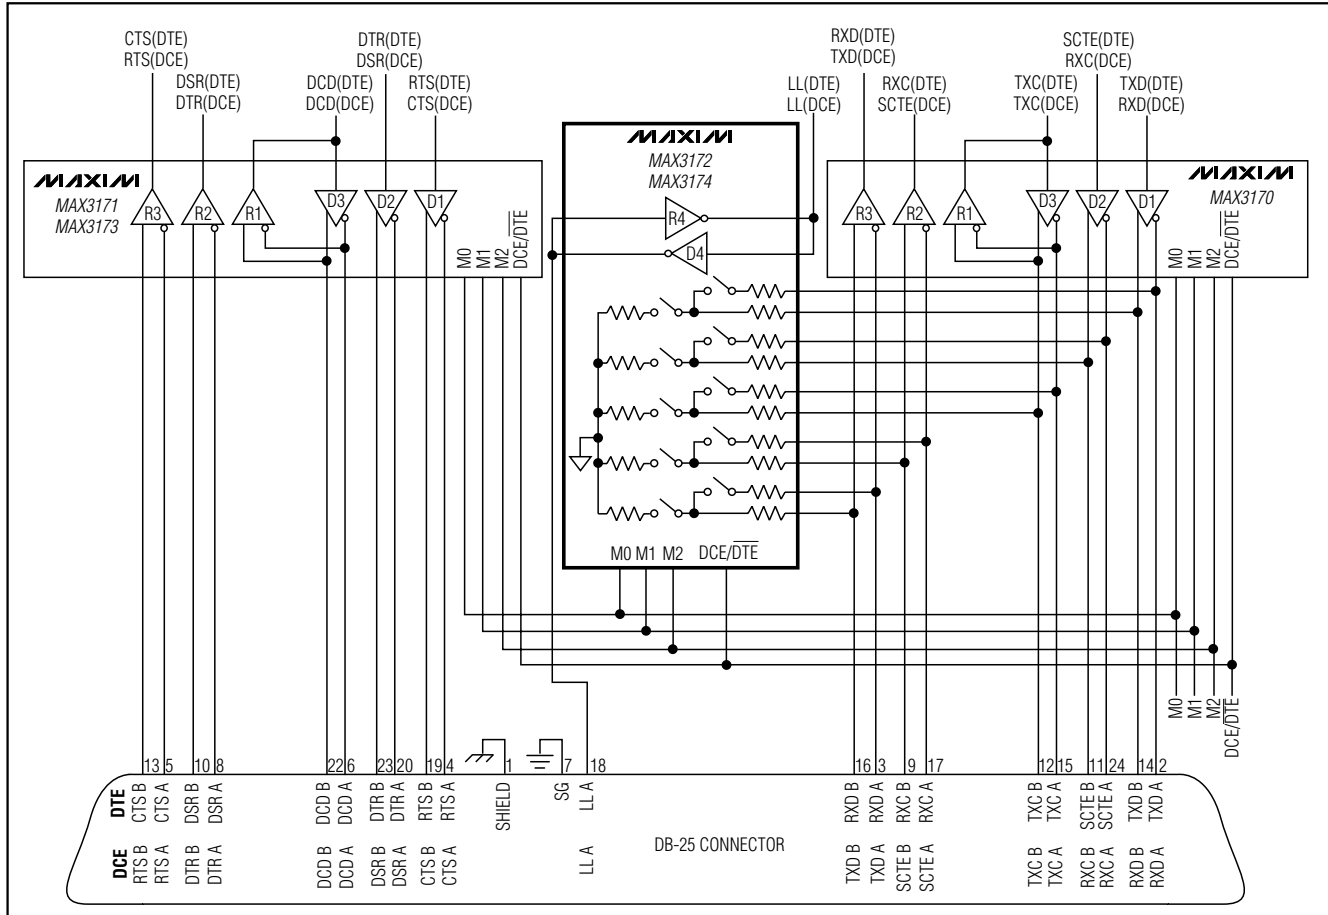 CTS(DTE)
RTS(DCE)
DSR(DTE)
DTR(DCE)
DCD(DTE)
DCD(DCE)
DTR(DTE)
DSR(DCE)
RTS(DTE)
CTS(DCE)
LL(DTE)
LL(DCE)
RXD(DTE)
TXD(DCE)
RXC(DTE)
SCTE(DCE)
TXC(DTE)
TXC(DCE)
SCTE(DTE)
RXC(DCE)
TXD(DTE)
RXD(DCE)
MAXIM
MAX3171
MAX3173
R3
R2
R1
D3
D2
D1
M0
M1
M2
DCE/DTE
MAXIM
MAX3172
MAX3174
R4
D4
M0 M1 M2 DCE/DTE
R3
R2
R1
D3
D2
D1
MAXIM
MAX3170
M0
M1
M2
DCE/DTE
M0
M1
M2
DCE/DTE
13 5 10 8 22 6 23 20 19 4 1 7 18 16 3 9 17 12 15 11 24 14 2
DTE
CTS B
CTS A
DSR B
DSR A
DCD B
DCD A
DTR B
DTR A
RTS B
RTS A
SHIELD
SG
LL A
RXD B
RXD A
RXC B
RXC A
TXC B
TXC A
SCTE B
SCTE A
TXD B
TXD A
DB-25 CONNECTOR
DCE
RTS B
RTS A
DTR B
DTR A
DCD B
DCD A
DSR B
DSR A
CTS B
CTS A
LL A
TXD B
TXD A
SCTE B
SCTE A
TXC B
TXC A
RXC B
RXC A
RXD B
RXD A